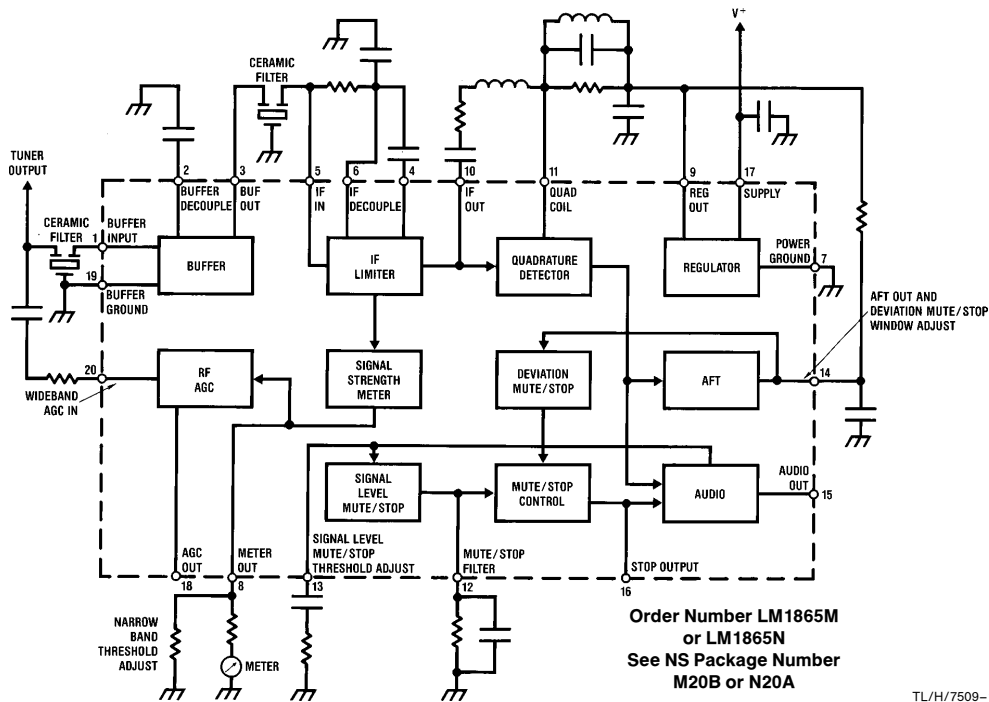 V+
CERAMIC
FILTER
TUNER
OUTPUT
2
3
5
6
4
10
11
9
17
BUFFER
DECOUPLE
BUF
OUT
IF
IN
IF
DECOUPLE
IF
OUT
QUAD
COIL
REG
OUT
SUPPLY
CERAMIC
FILTER
BUFFER
INPUT
1
19
BUFFER
GROUND
BUFFER
IF
LIMITER
QUADRATURE
DETECTOR
REGULATOR
POWER
GROUND
7
AFT OUT AND
DEVIATION MUTE/STOP
WINDOW ADJUST
20
WIDEBAND
AGC IN
RF
AGC
SIGNAL
STRENGTH
METER
DEVIATION
MUTE/STOP
AFT
14
SIGNAL
LEVEL
MUTE/STOP
MUTE/STOP
CONTROL
AUDIO
AUDIO
OUT
15
AGC
OUT
METER
OUT
SIGNAL LEVEL
MUTE/STOP
THRESHOLD ADJUST
MUTE/STOP
FILTER
STOP OUTPUT
18
8
13
12
16
NARROW
BAND
THRESHOLD
ADJUST
METER
Order Number LM1865M
or LM1865N
See NS Package Number
M20B or N20A
TL/H/7509–